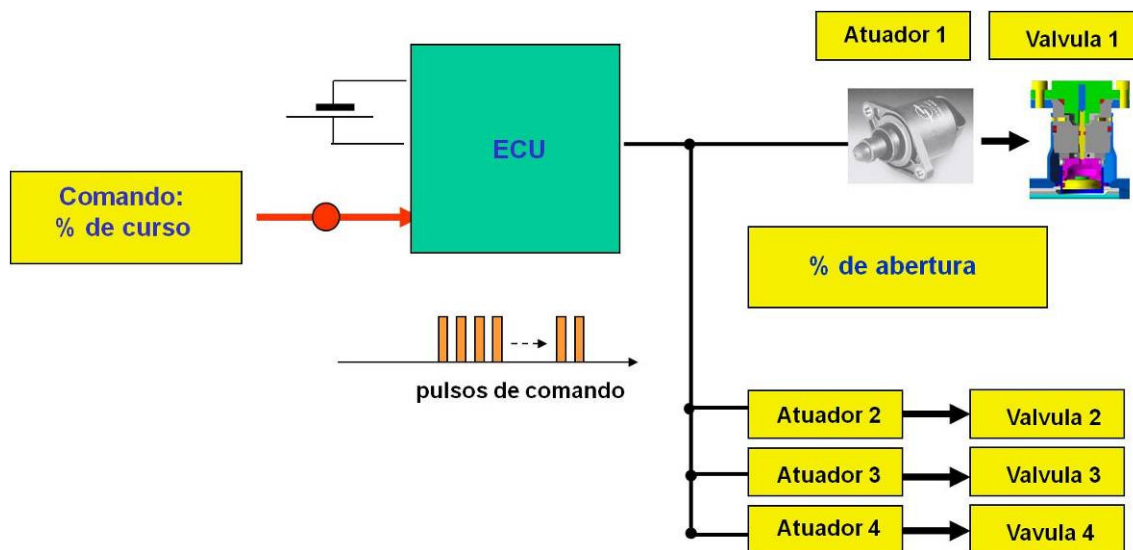 Atuador 1
Valvula 1
ECU
Comando:
% de curso
% de abertura
pulsos de comando
Atuador 2
Valvula 2
Atuador 3
Valvula 3
Atuador 4
Vavula 4